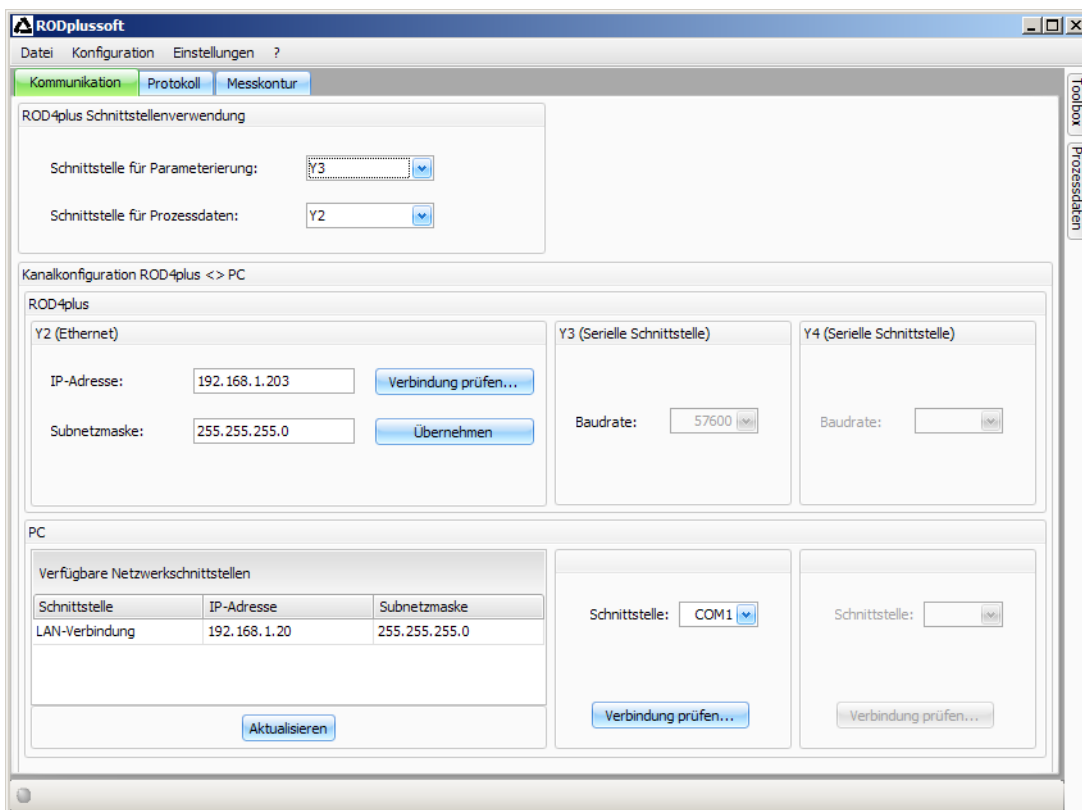 RODplussoft
Datei Konfiguration Einstellungen ?
Kommunikation Protokoll Messkontur
Toolbox
Prozessdaten
ROD4plus Schnittstellenverwendung
Schnittstelle für Parameterierung: Y3
Schnittstelle für Prozessdaten: Y2
Kanalkonfiguration ROD4plus <> PC
ROD4plus
Y2 (Ethernet)
IP-Adresse: 192.168.1.203 Verbindung prüfen...
Subnetzmaske: 255.255.255.0 Übernehmen
Y3 (Serielle Schnittstelle)
Baudrate: 57600
Y4 (Serielle Schnittstelle)
Baudrate:
PC
Verfügbare Netzwerkschnittstellen
Schnittstelle IP-Adresse Subnetzmaske
LAN-Verbindung 192.168.1.20 255.255.255.0
Aktualisieren
Schnittstelle: COM1
Verbindung prüfen...
Schnittstelle:
Verbindung prüfen...